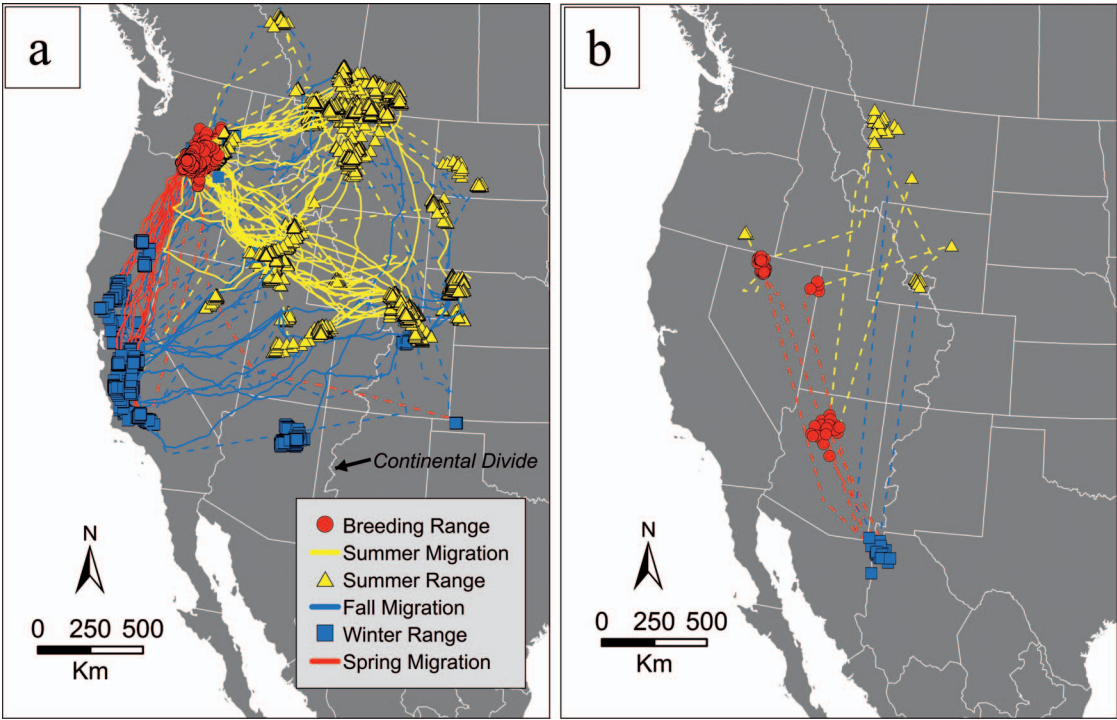 a
b
Continental Divide
Breeding Range
Summer Migration
Summer Range
Fall Migration
Winter Range
Spring Migration
N
0 250 500
Km
N
0 250 500
Km